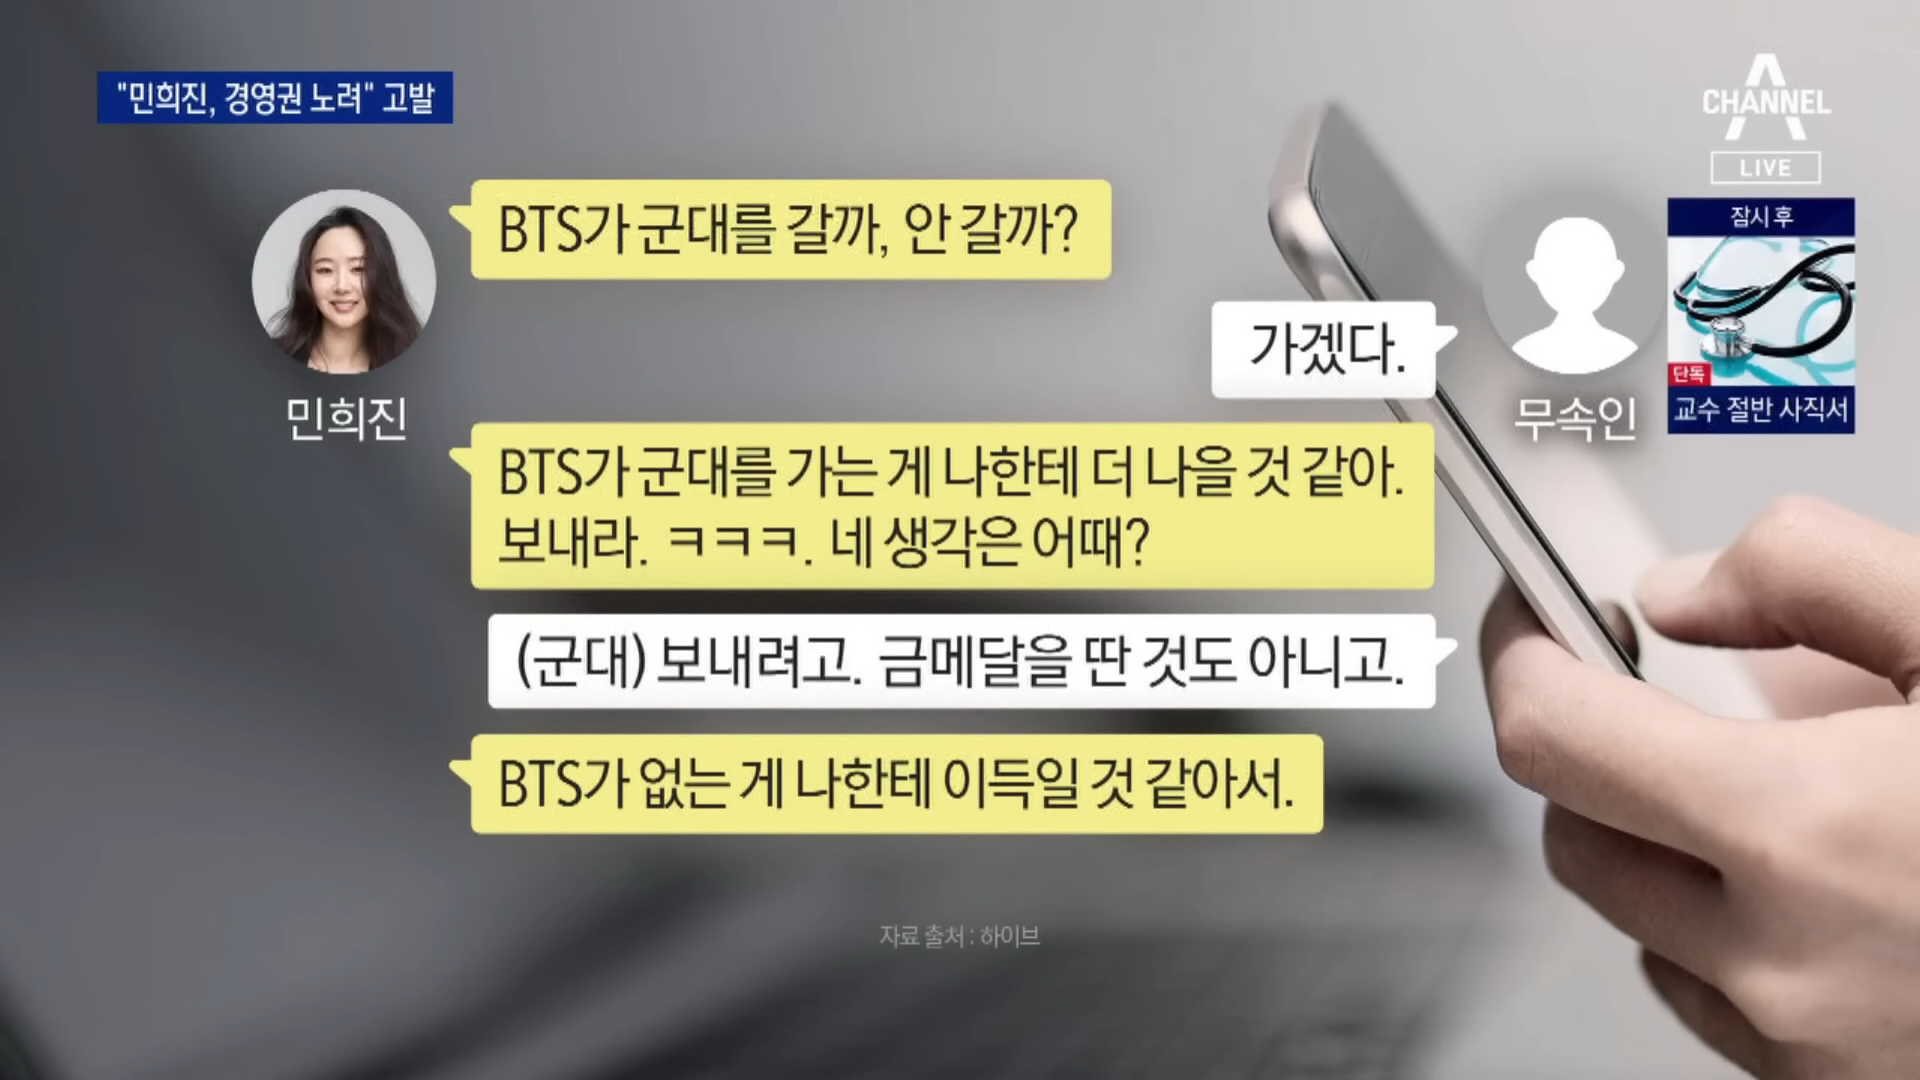 "민희진, 경영권 노려" 고발
CHANNEL
LIVE
BTS가 군대를 갈까, 안 갈까?
잠시 후
가겠다.
민희진
무속인
단독
교수 절반 사직서
BTS가 군대를 가는 게 나한테 더 나을 것 같아.
보내라. ㅋㅋㅋ. 네 생각은 어때?
(군대) 보내려고. 금메달을 딴 것도 아니고.
BTS가 없는 게 나한테 이득일 것 같아서.
자료 출처 : 하이브